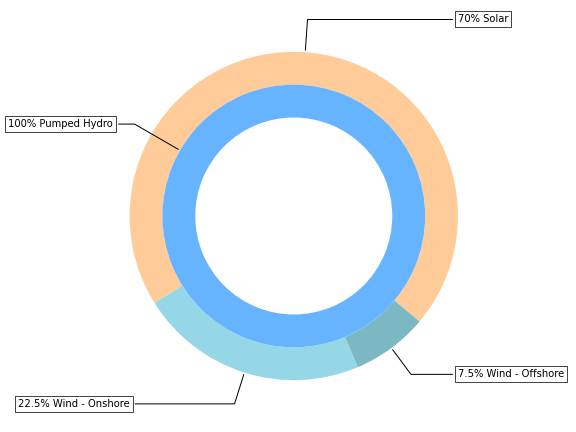 70% Solar
100% Pumped Hydro
7.5% Wind - Offshore
22.5% Wind - Onshore